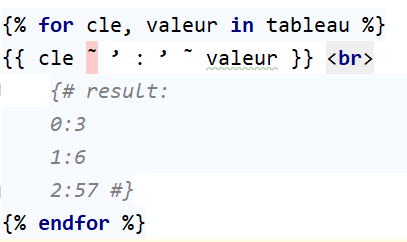 {% for cle, valeur in tableau %}
{{ cle ˜ ’ : ’ ˜ valeur }} <br>
{# result:
0:3
1:6
2:57 #}
{% endfor %}